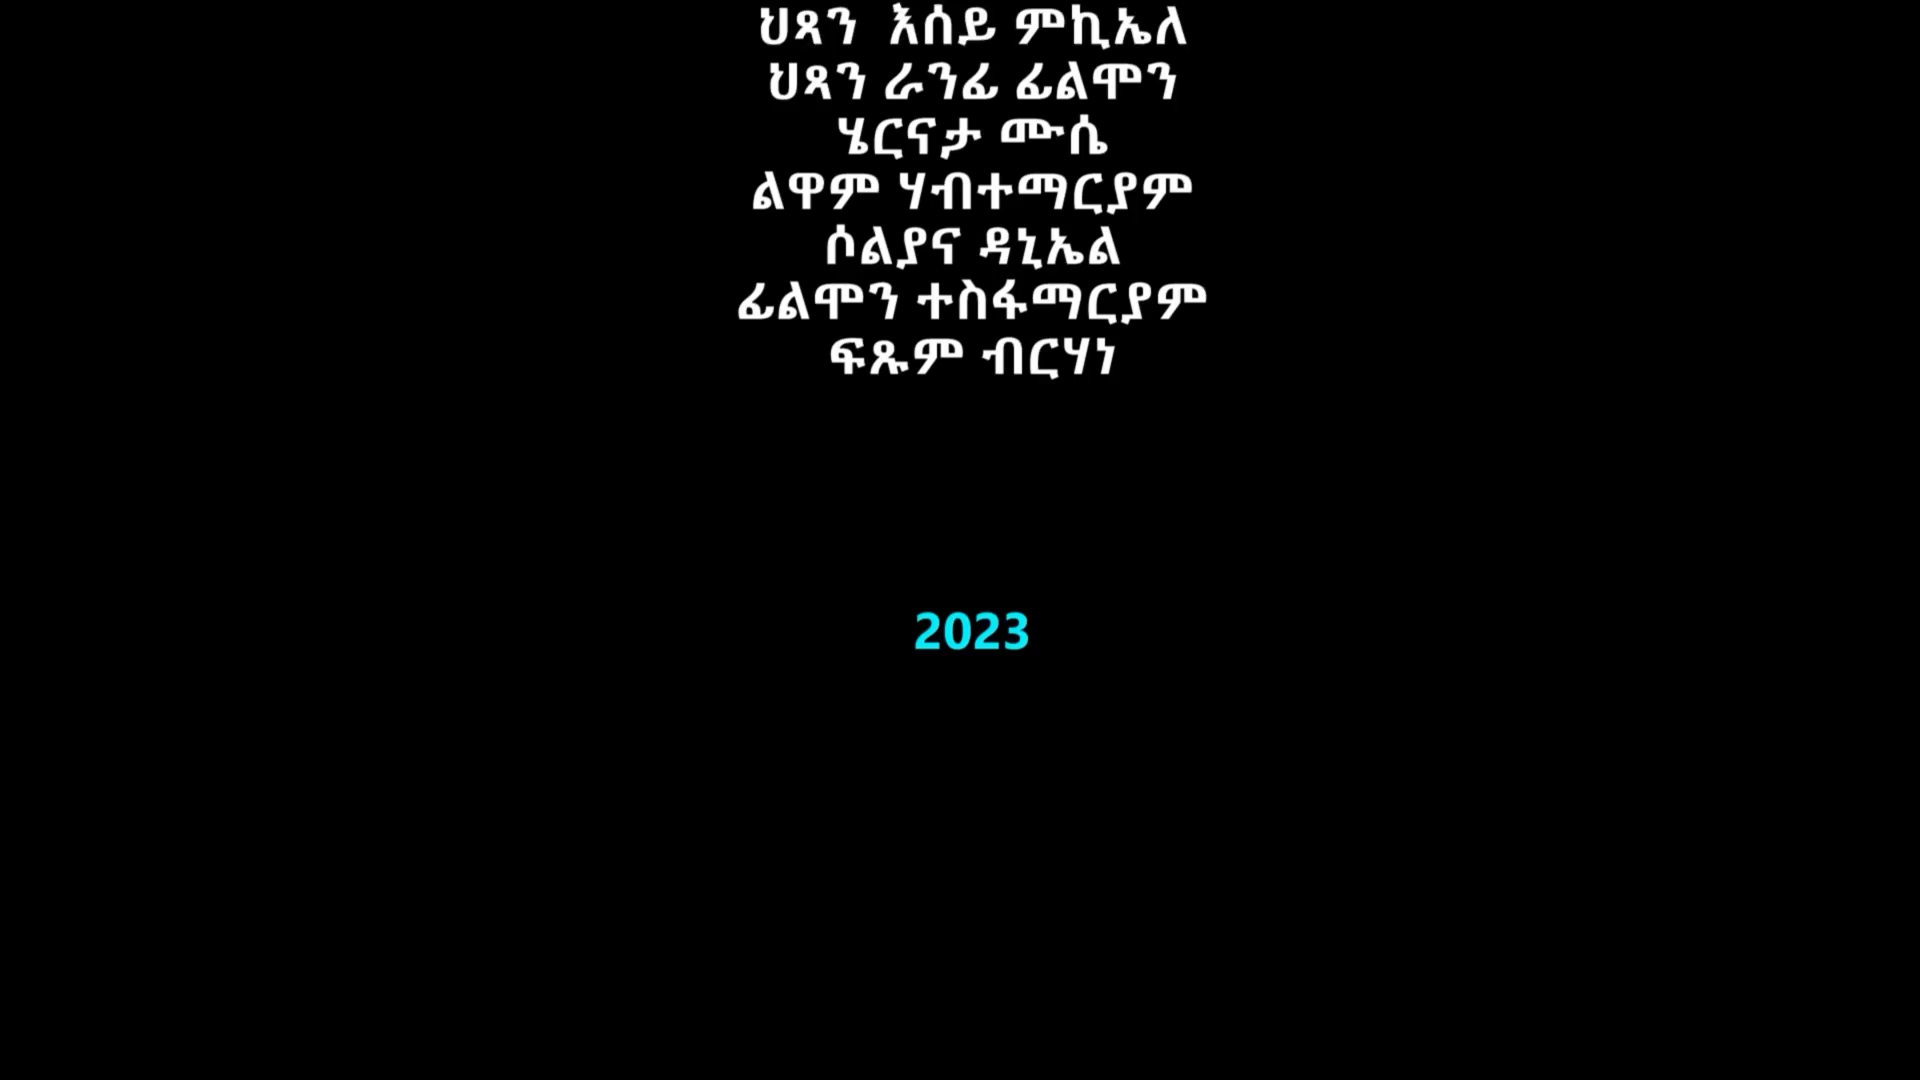 ህጻን  እሰይ ምኪኤለ
ህጻን ራንፊ ፊልሞን
ሄርናታ ሙሴ
ልዋም ሃብተማርያም
ሶልያና ዳኒኤል
ፊልሞን ተስፋማርያም
ፍጹም ብርሃነ
2023